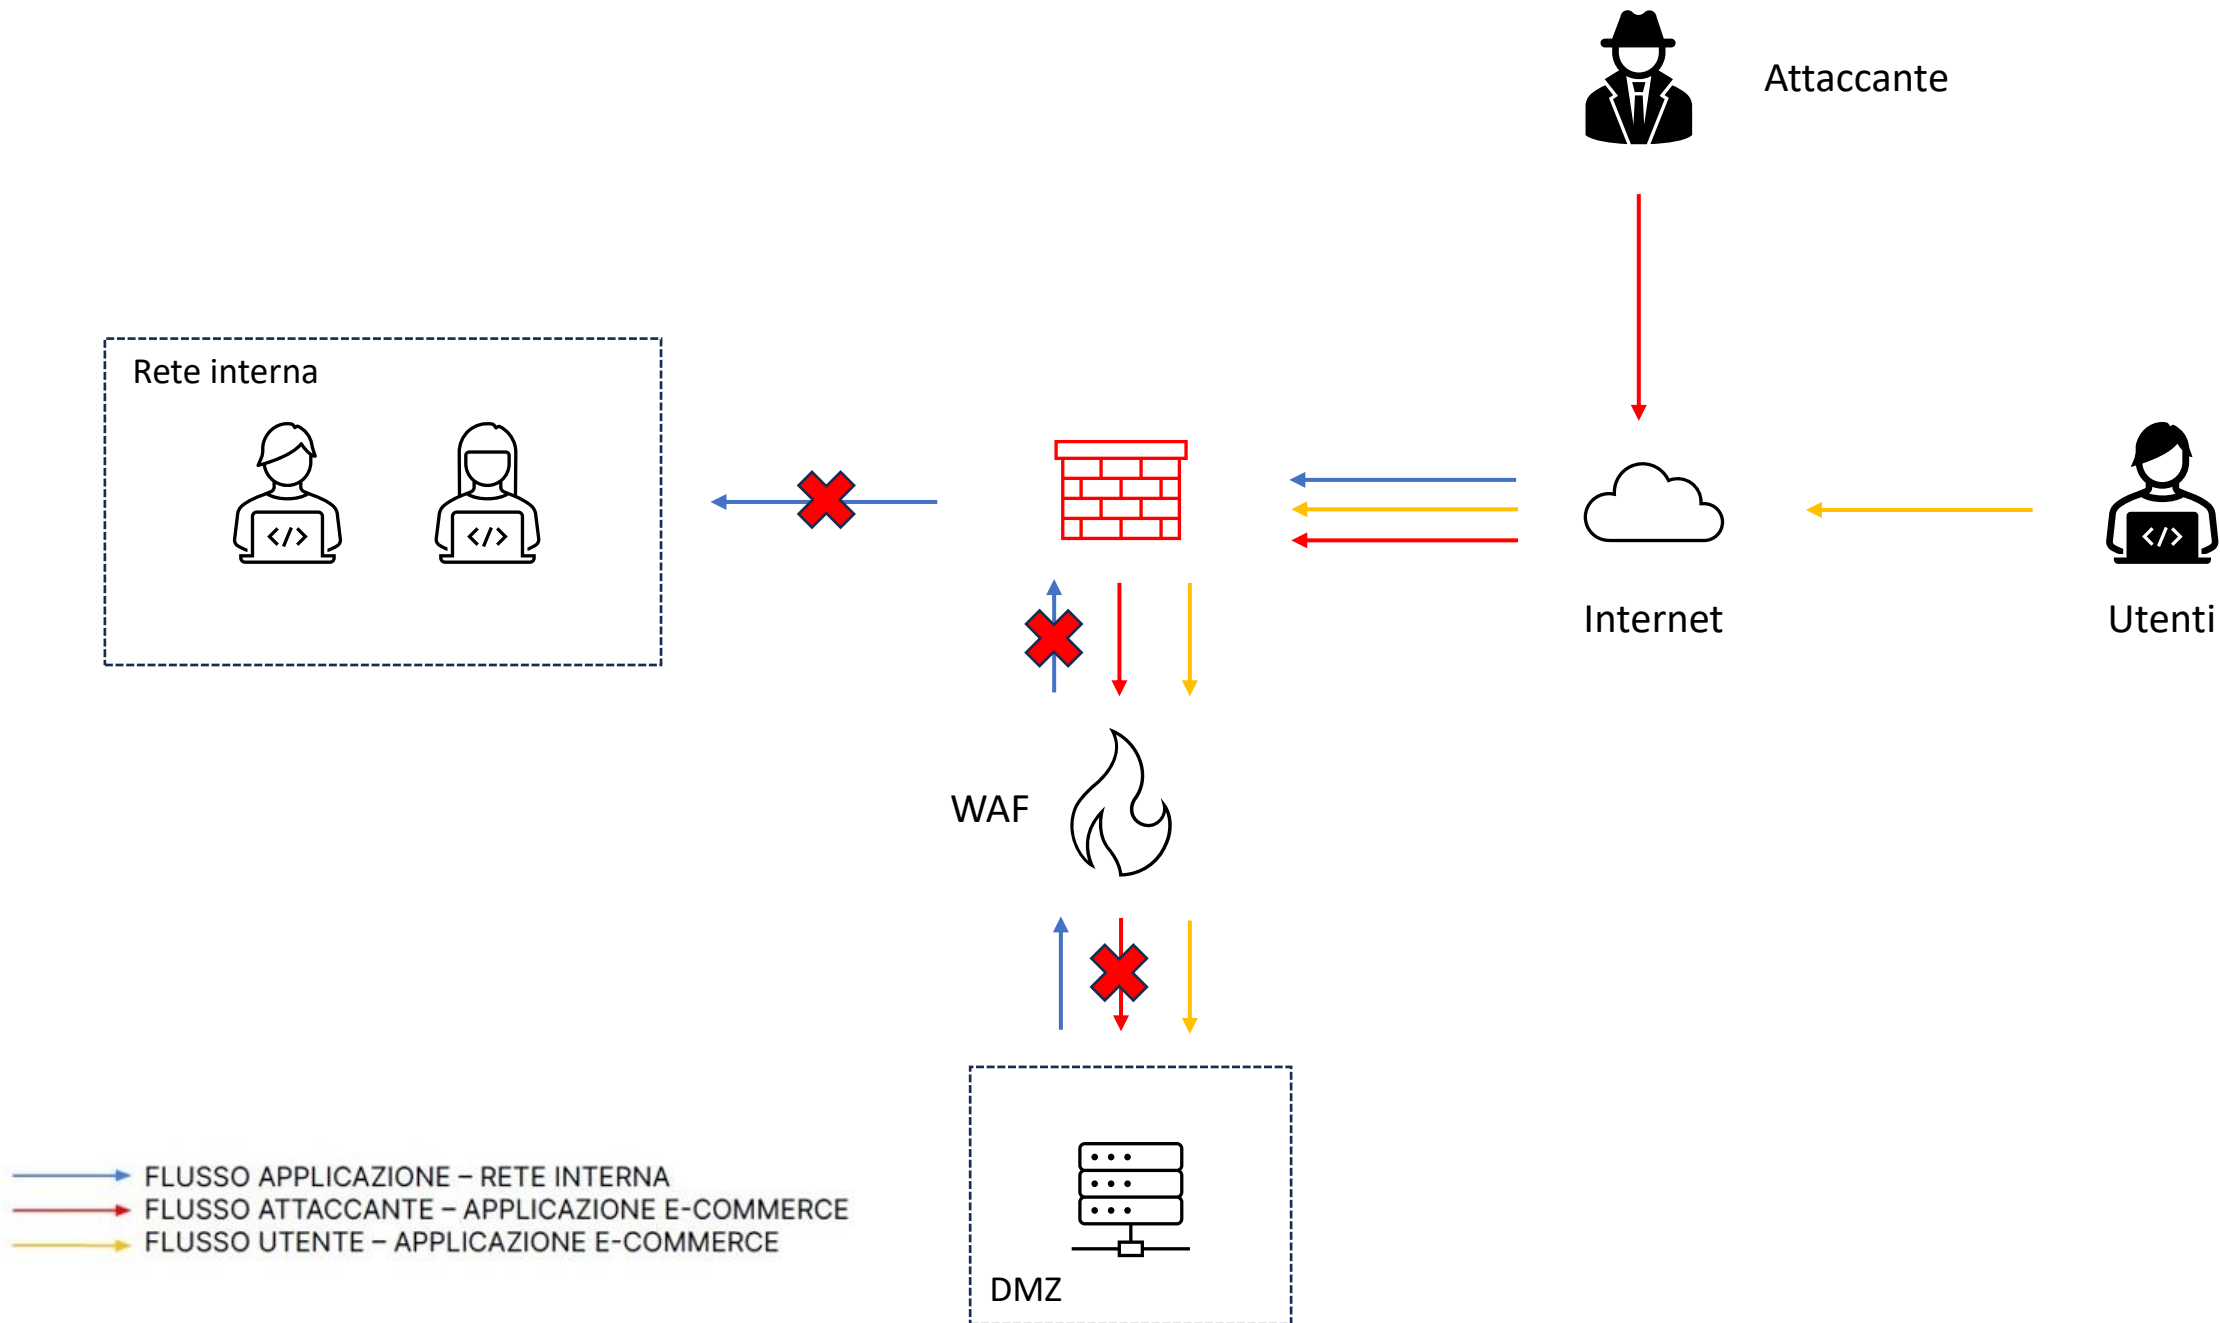 Attaccante
Rete interna
</>
</>
</>
Internet
Utenti
WAF
FLUSSO APPLICAZIONE – RETE INTERNA
FLUSSO ATTACCANTE – APPLICAZIONE E-COMMERCE
FLUSSO UTENTE – APPLICAZIONE E-COMMERCE
DMZ